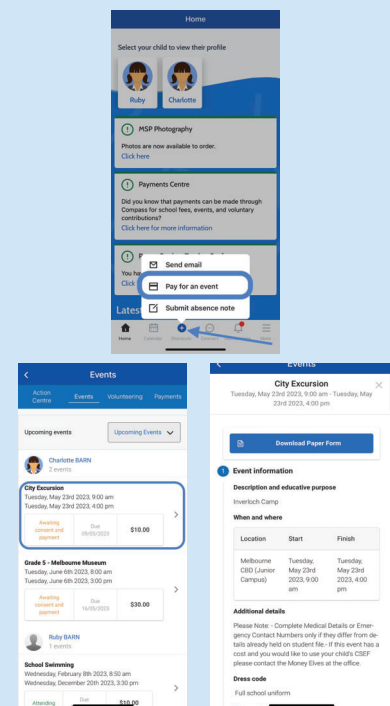 Home
Select your child to view their profile
Ruby
Charlotte
MSP Photography
Photos are now available to order.
Click here
Payments Centre
Did you know that payments can be made through
Compass for school fees, events, and voluntary
contributions?
Click here for more information
You ha
Click
Send email
Pay for an event
Submit absence note
Latest
Home
Calendar
Events
Action
Centre
Events
Volunteering
Payments
Upcoming events
Upcoming Events
Charlotte BARN
2 events
City Excursion
Tuesday, May 23rd 2023, 9:00 am
Tuesday, May 23rd 2023, 4:00 pm
Awaiting
consent and
payment
Due
09/05/2023
$10.00
Grade 5 - Melbourne Museum
Tuesday, June 6th 2023, 8:00 am
Tuesday, June 6th 2023, 3:00 pm
Awaiting
consent and
payment
Due
16/05/2023
$30.00
Ruby BARN
1 events
School Swimming
Wednesday, February 8th 2023, 8:50 am
Wednesday, December 20th 2023, 3:30 pm
Attending
Due
$10.00
Events
City Excursion
Tuesday, May 23rd 2023, 9:00 am - Tuesday, May
23rd 2023, 4:00 pm
Download Paper Form
1 Event information
Description and educative purpose
Inverloch Camp
When and where
Location Start Finish
Melbourne Tuesday, Tuesday,
CBD (Junior May 23rd May 23rd
Campus) 2023, 9:00 2023, 4:00
am pm
Additional details
Please Note: - Complete Medical Details or Emer-
gency Contact Numbers only if they differ from de-
tails already held on student file - If this event has a
cost and you would like to use your child's CSEF
please contact the Money Elves at the office.
Dress code
Full school uniform